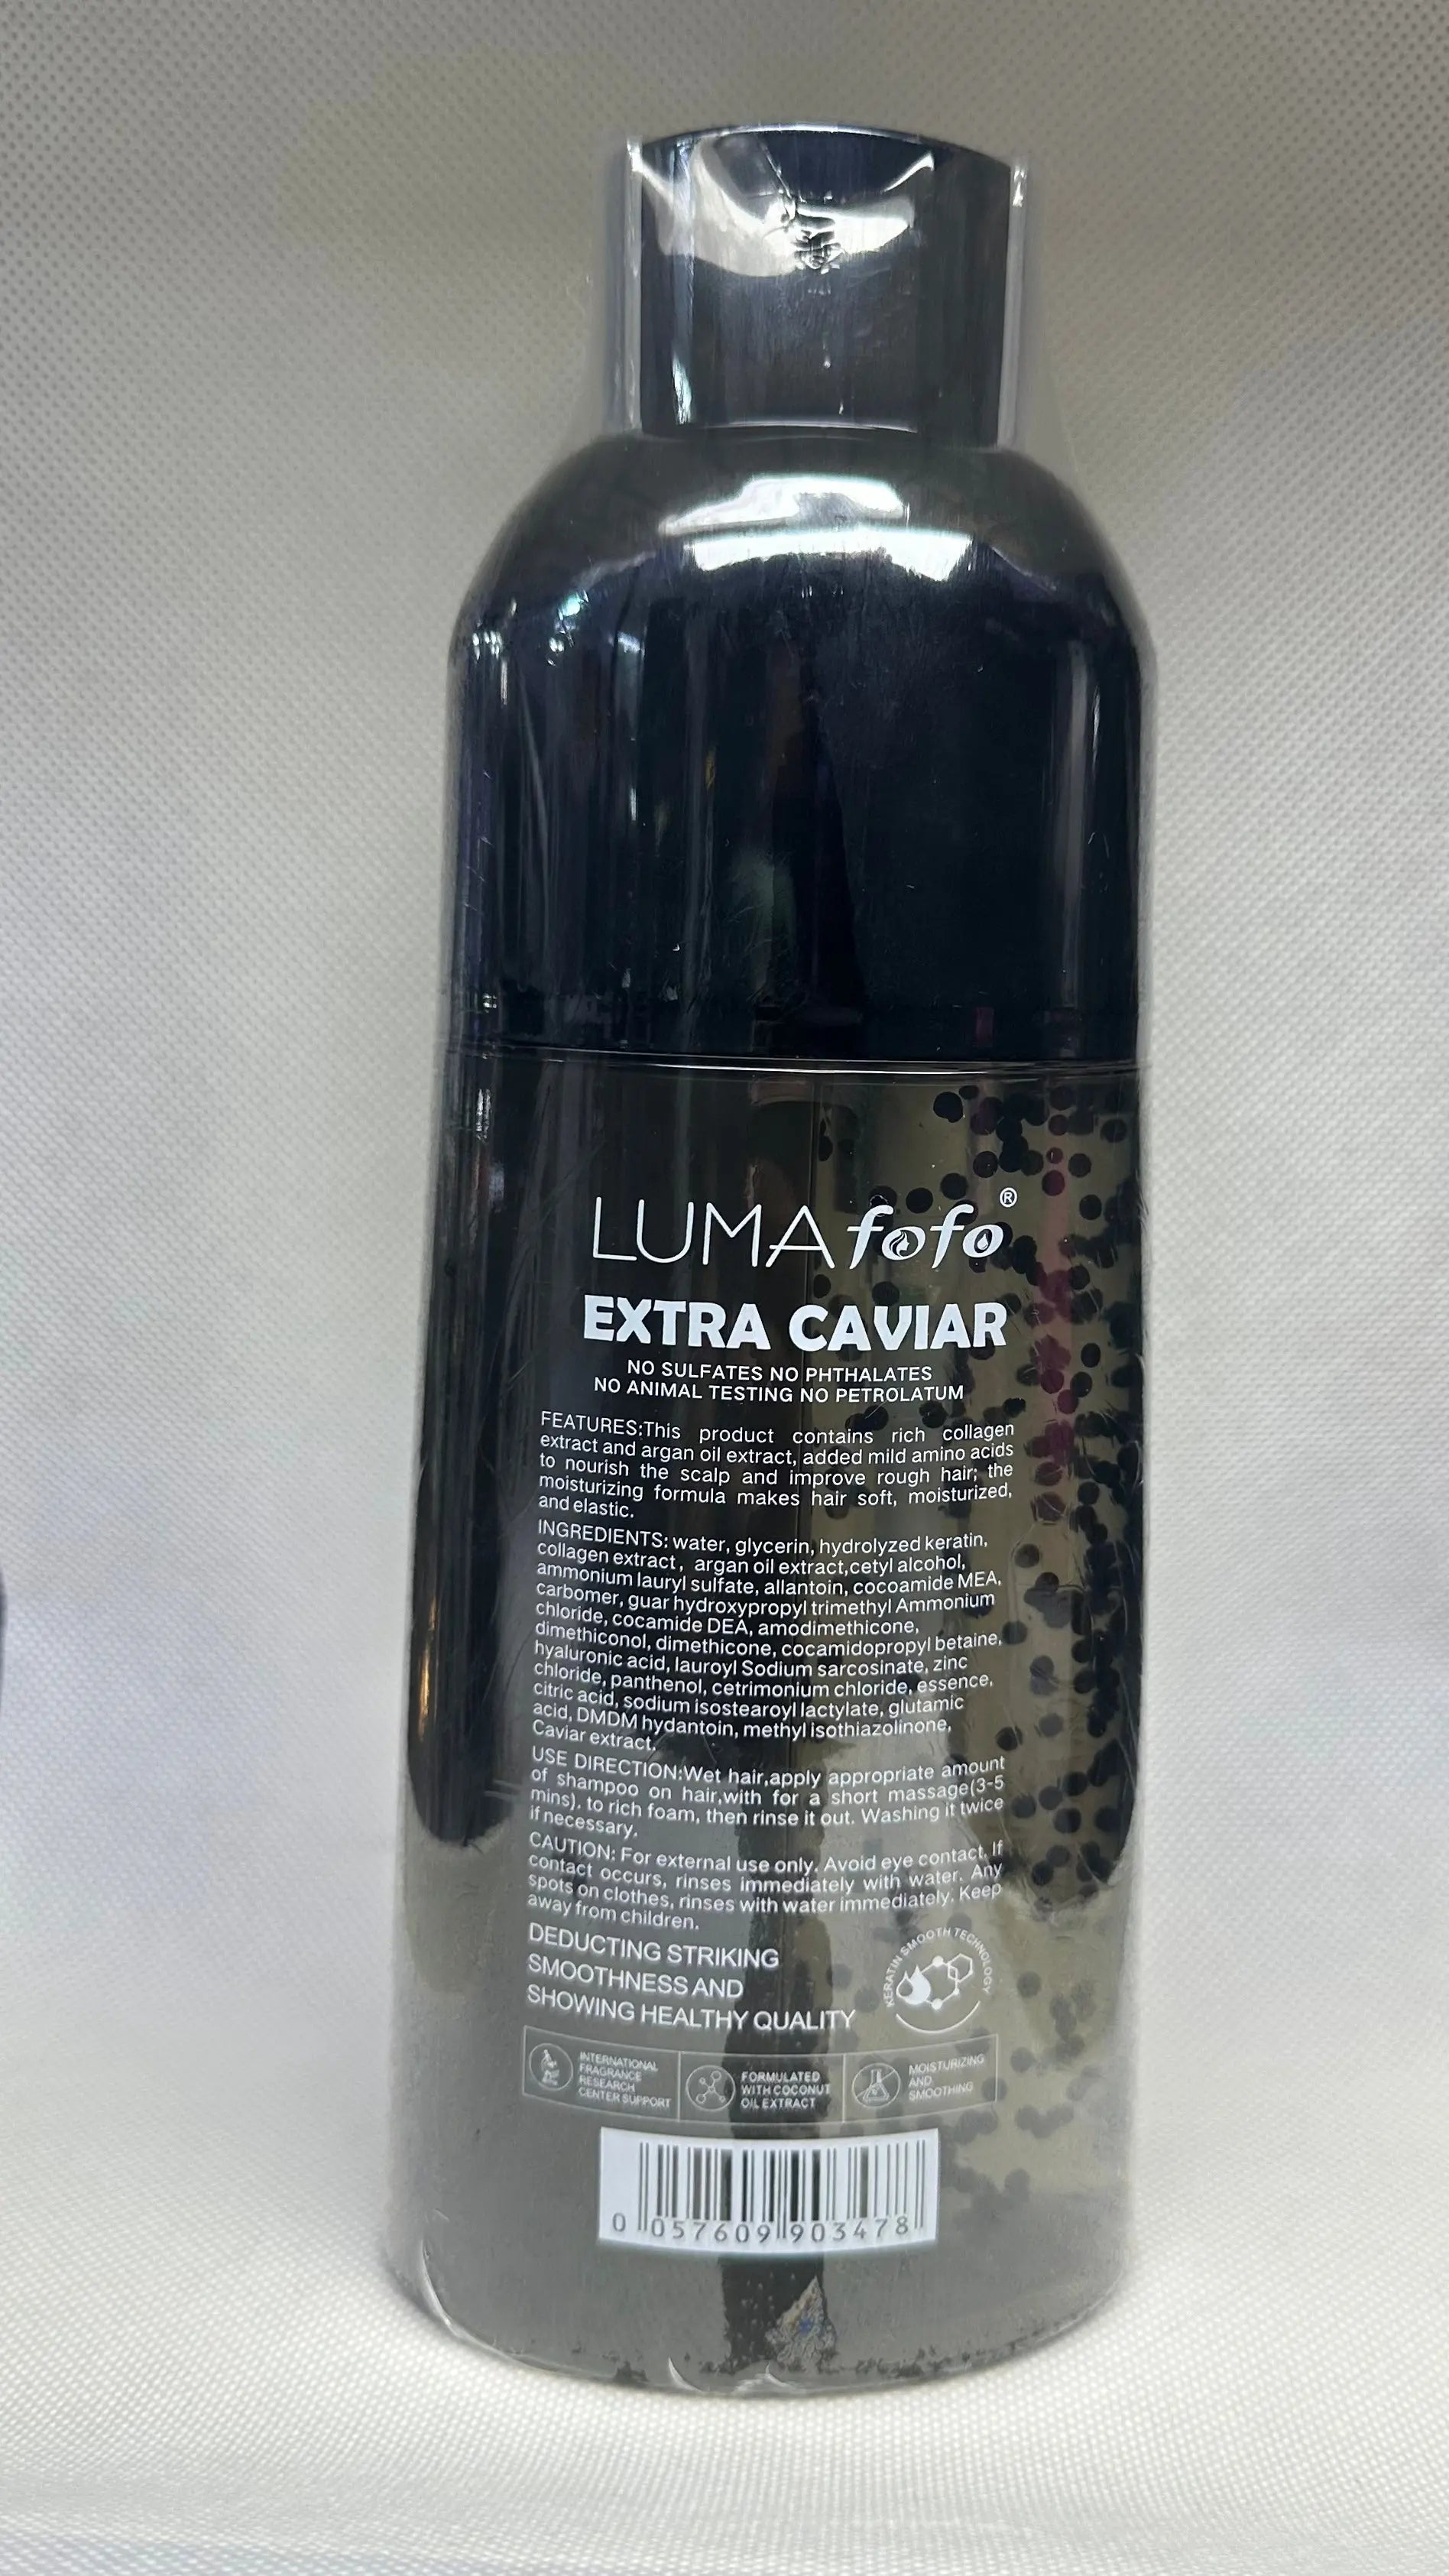 LUMA fofo®
EXTRA CAVIAR
NO SULFATES NO PHTHALATES
NO ANIMAL TESTING NO PETROLATUM
FEATURES:This product contains rich collagen
extract and argan oil extract, added mild amino acids
to nourish the scalp and improve rough hair; the
moisturizing formula makes hair soft, moisturized,
and elastic.
INGREDIENTS: water, glycerin, hydrolyzed keratin,
collagen extract, argan oil extract,cetyl alcohol,
ammonium lauryl sulfate, allantoin, cocoamide MEA,
carbomer, guar hydroxypropyl trimethyl Ammonium
chloride, cocamide DEA, amodimethicone,
dimethiconol, dimethicone, cocamidopropyl betaine,
hyaluronic acid, lauroyl Sodium sarcosinate, zinc
chloride, panthenol, cetrimonium chloride, essence,
citric acid, sodium isostearoyl lactylate, glutamic
acid, DMDM hydantoin, methyl isothiazolinone,
Caviar extract.
USE DIRECTION:Wet hair,apply appropriate amount
of shampoo on hair,with for a short massage(3-5
mins). to rich foam, then rinse it out. Washing it twice
if necessary.
CAUTION: For external use only. Avoid eye contact. If
contact occurs, rinses immediately with water. Any
spots on clothes, rinses with water immediately. Keep
away from children.
DEDUCTING STRIKING
SMOOTHNESS AND
SHOWING HEALTHY QUALITY
KERATIN SMOOTH TECHNOLOGY
INTERNATIONAL
FRAGRANCE
RESEARCH
CENTER SUPPORT
FORMULATED
WITH COCONUT
OIL EXTRACT
MOISTURIZING
AND
SMOOTHING
0 057609 903478